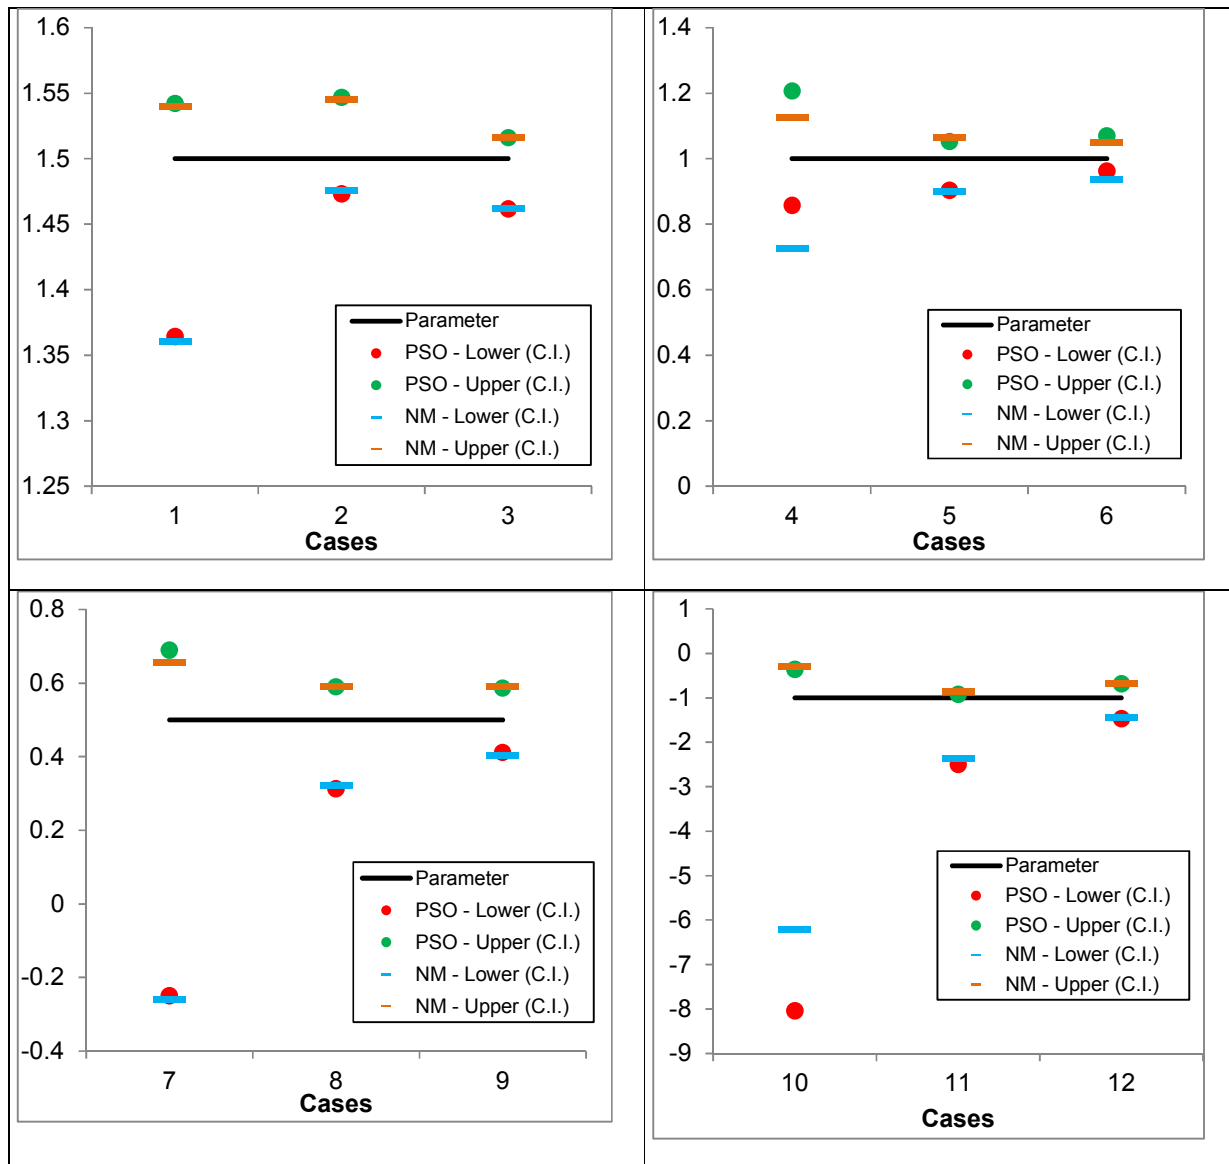 1.6
1.55
1.5
1.45
1.4
1.35
1.3
1.25
1 2 3
Cases
Parameter
PSO - Lower (C.I.)
PSO - Upper (C.I.)
NM - Lower (C.I.)
NM - Upper (C.I.)
1.4
1.2
1
0.8
0.6
0.4
0.2
0
4 5 6
Cases
Parameter
PSO - Lower (C.I.)
PSO - Upper (C.I.)
NM - Lower (C.I.)
NM - Upper (C.I.)
0.8
0.6
0.4
0.2
0
-0.2
-0.4
7 8 9
Cases
Parameter
PSO - Lower (C.I.)
PSO - Upper (C.I.)
NM - Lower (C.I.)
NM - Upper (C.I.)
1
0
-1
-2
-3
-4
-5
-6
-7
-8
-9
10 11 12
Cases
Parameter
PSO - Lower (C.I.)
PSO - Upper (C.I.)
NM - Lower (C.I.)
NM - Upper (C.I.)